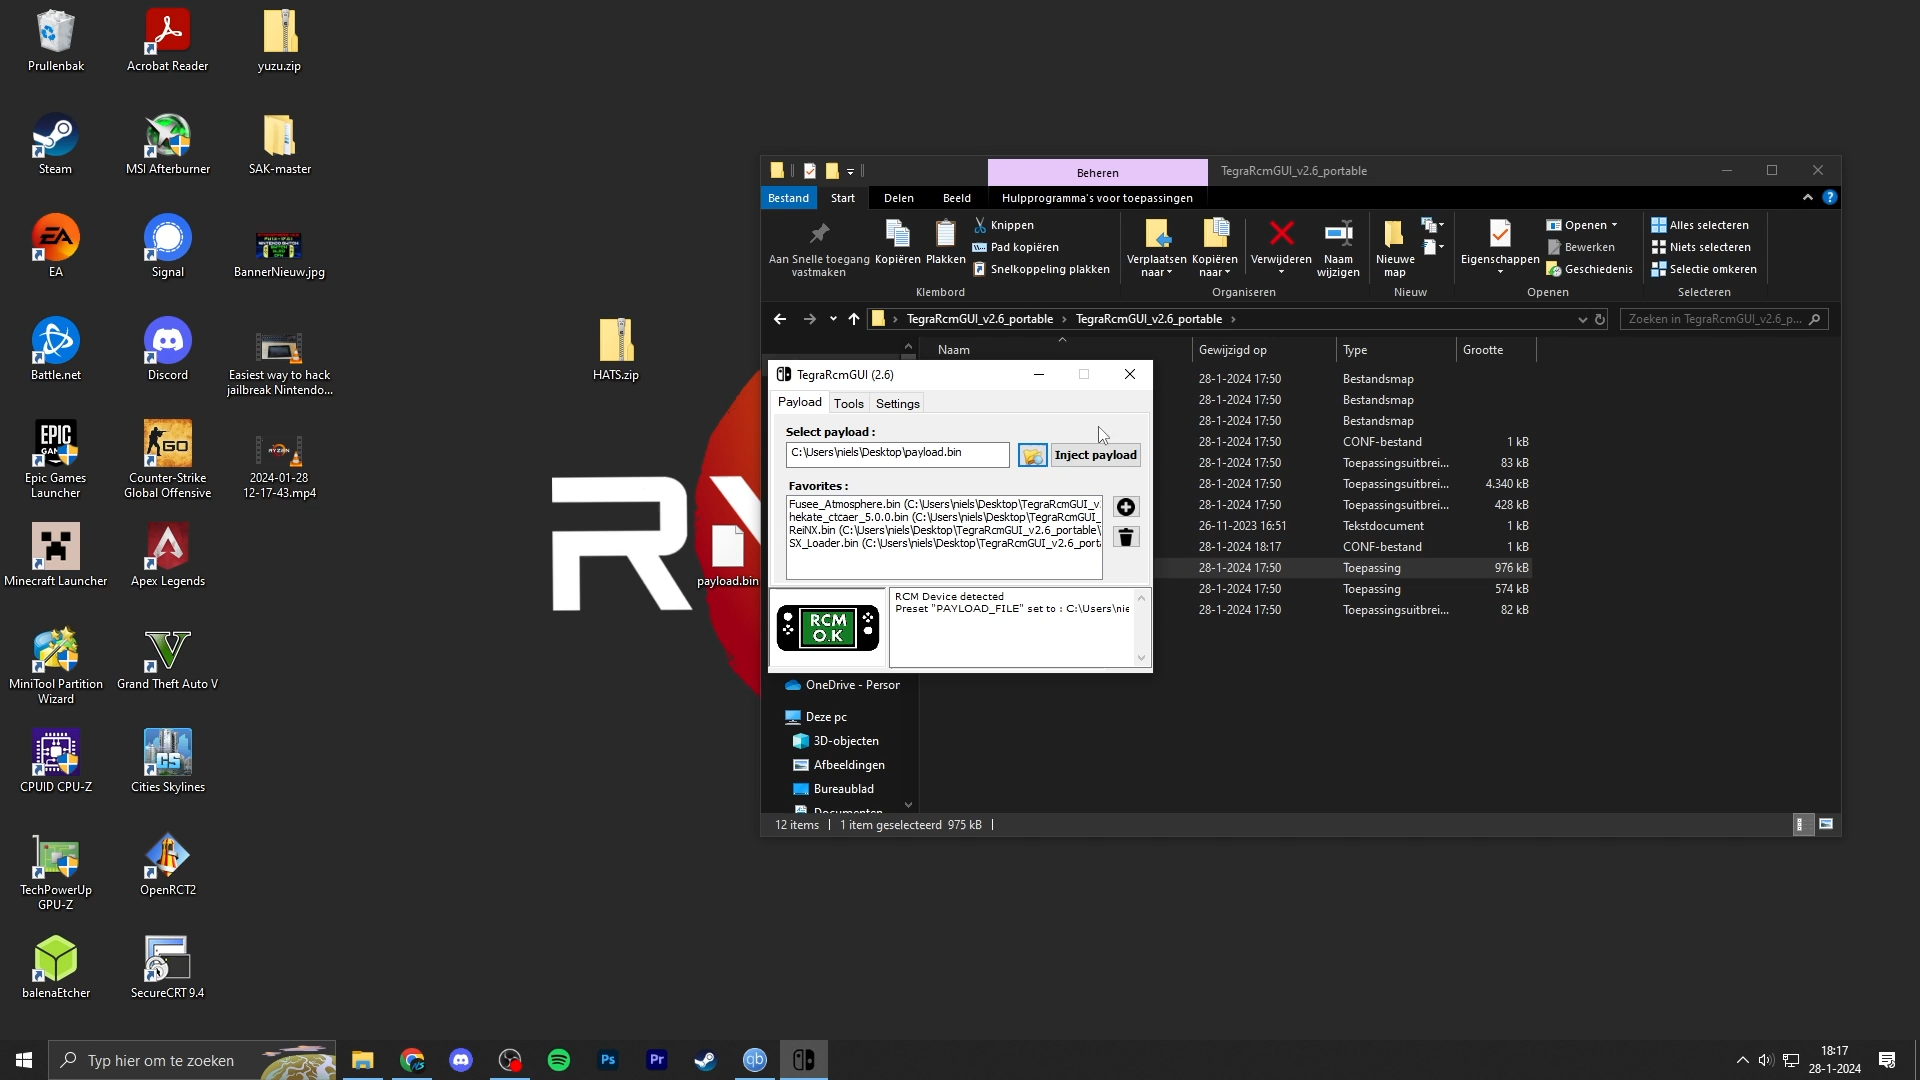 Prullenbak
Acrobat Reader
yuzu.zip
Steam
MSI Afterburner
SAK-master
EA
Signal
BannerNieuw.jpg
Battle.net
Discord
Easiest way to hack
jailbreak Nintendo...
Epic Games
Launcher
Counter-Strike
Global Offensive
2024-01-28
12-17-43.mp4
Minecraft Launcher
Apex Legends
MiniTool Partition
Wizard
Grand Theft Auto V
CPUID CPU-Z
Cities Skylines
TechPowerUp
GPU-Z
OpenRCT2
balenaEtcher
SecureCRT 9.4
HATS.zip
payload.bin
Beheren
TegraRcmGUI_v2.6_portable
Bestand
Start
Delen
Beeld
Hulpprogramma's voor toepassingen
Aan Snelle toegang
vastmaken
Kopiëren
Plakken
Knippen
Pad kopiëren
Snelkoppeling plakken
Klembord
Verplaatsen
naar
Kopiëren
naar
Verwijderen
Naam
wijzigen
Organiseren
Nieuwe
map
Nieuw
Eigenschappen
Openen
Bewerken
Geschiedenis
Openen
Alles selecteren
Niets selecteren
Selectie omkeren
Selecteren
TegraRcmGUI_v2.6_portable > TegraRcmGUI_v2.6_portable >
Zoeken in TegraRcmGUI_v2.6_p...
Naam
Gewijzigd op
Type
Grootte
28-1-2024 17:50 Bestandsmap
28-1-2024 17:50 Bestandsmap
28-1-2024 17:50 Bestandsmap
28-1-2024 17:50 CONF-bestand 1 kB
28-1-2024 17:50 Toepassingsuitbrei... 83 kB
28-1-2024 17:50 Toepassingsuitbrei... 4.340 kB
28-1-2024 17:50 Toepassingsuitbrei... 428 kB
26-11-2023 16:51 Tekstdocument 1 kB
28-1-2024 18:17 CONF-bestand 1 kB
28-1-2024 17:50 Toepassing 976 kB
28-1-2024 17:50 Toepassing 574 kB
28-1-2024 17:50 Toepassingsuitbrei... 82 kB
TegraRcmGUI (2.6)
Payload
Tools
Settings
Select payload :
C:\Users\niels\Desktop\payload.bin
Inject payload
Favorites :
Fusee_Atmosphere.bin (C:\Users\niels\Desktop\TegraRcmGUI_v
hekate_ctcaer_5.0.0.bin (C:\Users\niels\Desktop\TegraRcmGUI_
ReiNX.bin (C:\Users\niels\Desktop\TegraRcmGUI_v2.6_portable\
SX_Loader.bin (C:\Users\niels\Desktop\TegraRcmGUI_v2.6_port
RCM
O.K
RCM Device detected
Preset "PAYLOAD_FILE" set to : C:\Users\nie
OneDrive - Person
Deze pc
3D-objecten
Afbeeldingen
Bureaublad
Documenten
12 items
1 item geselecteerd 975 kB
Typ hier om te zoeken
Ps
Pr
qb
18:17
28-1-2024